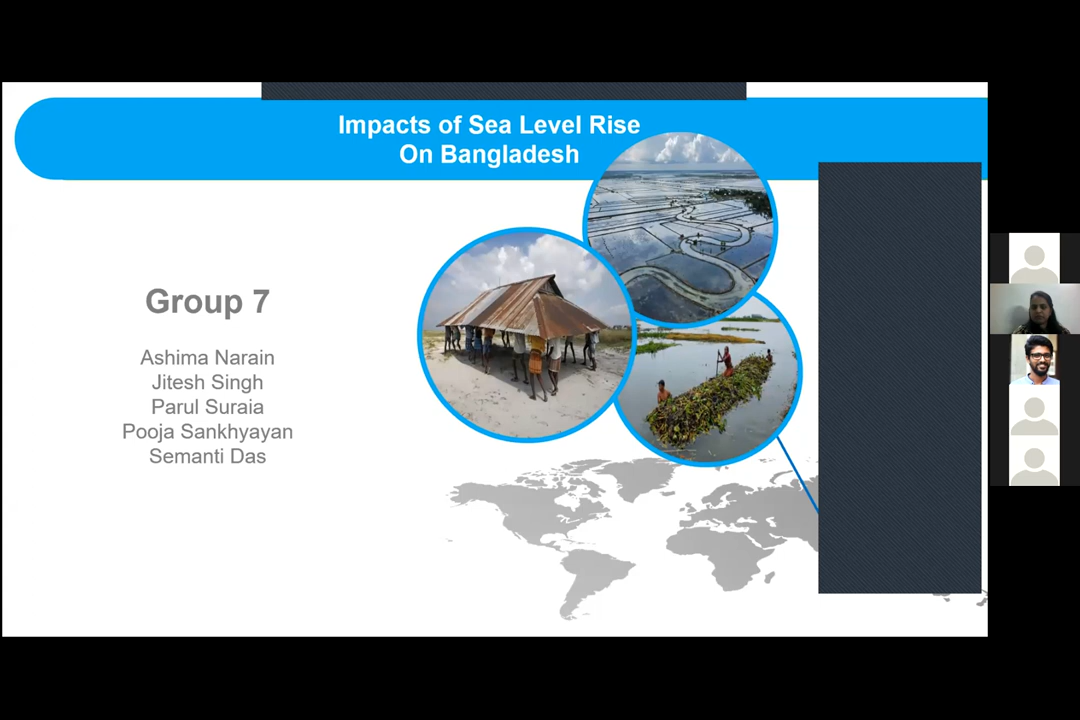 Impacts of Sea Level Rise
On Bangladesh
Group 7
Ashima Narain
Jitesh Singh
Parul Suraia
Pooja Sankhyayan
Semanti Das